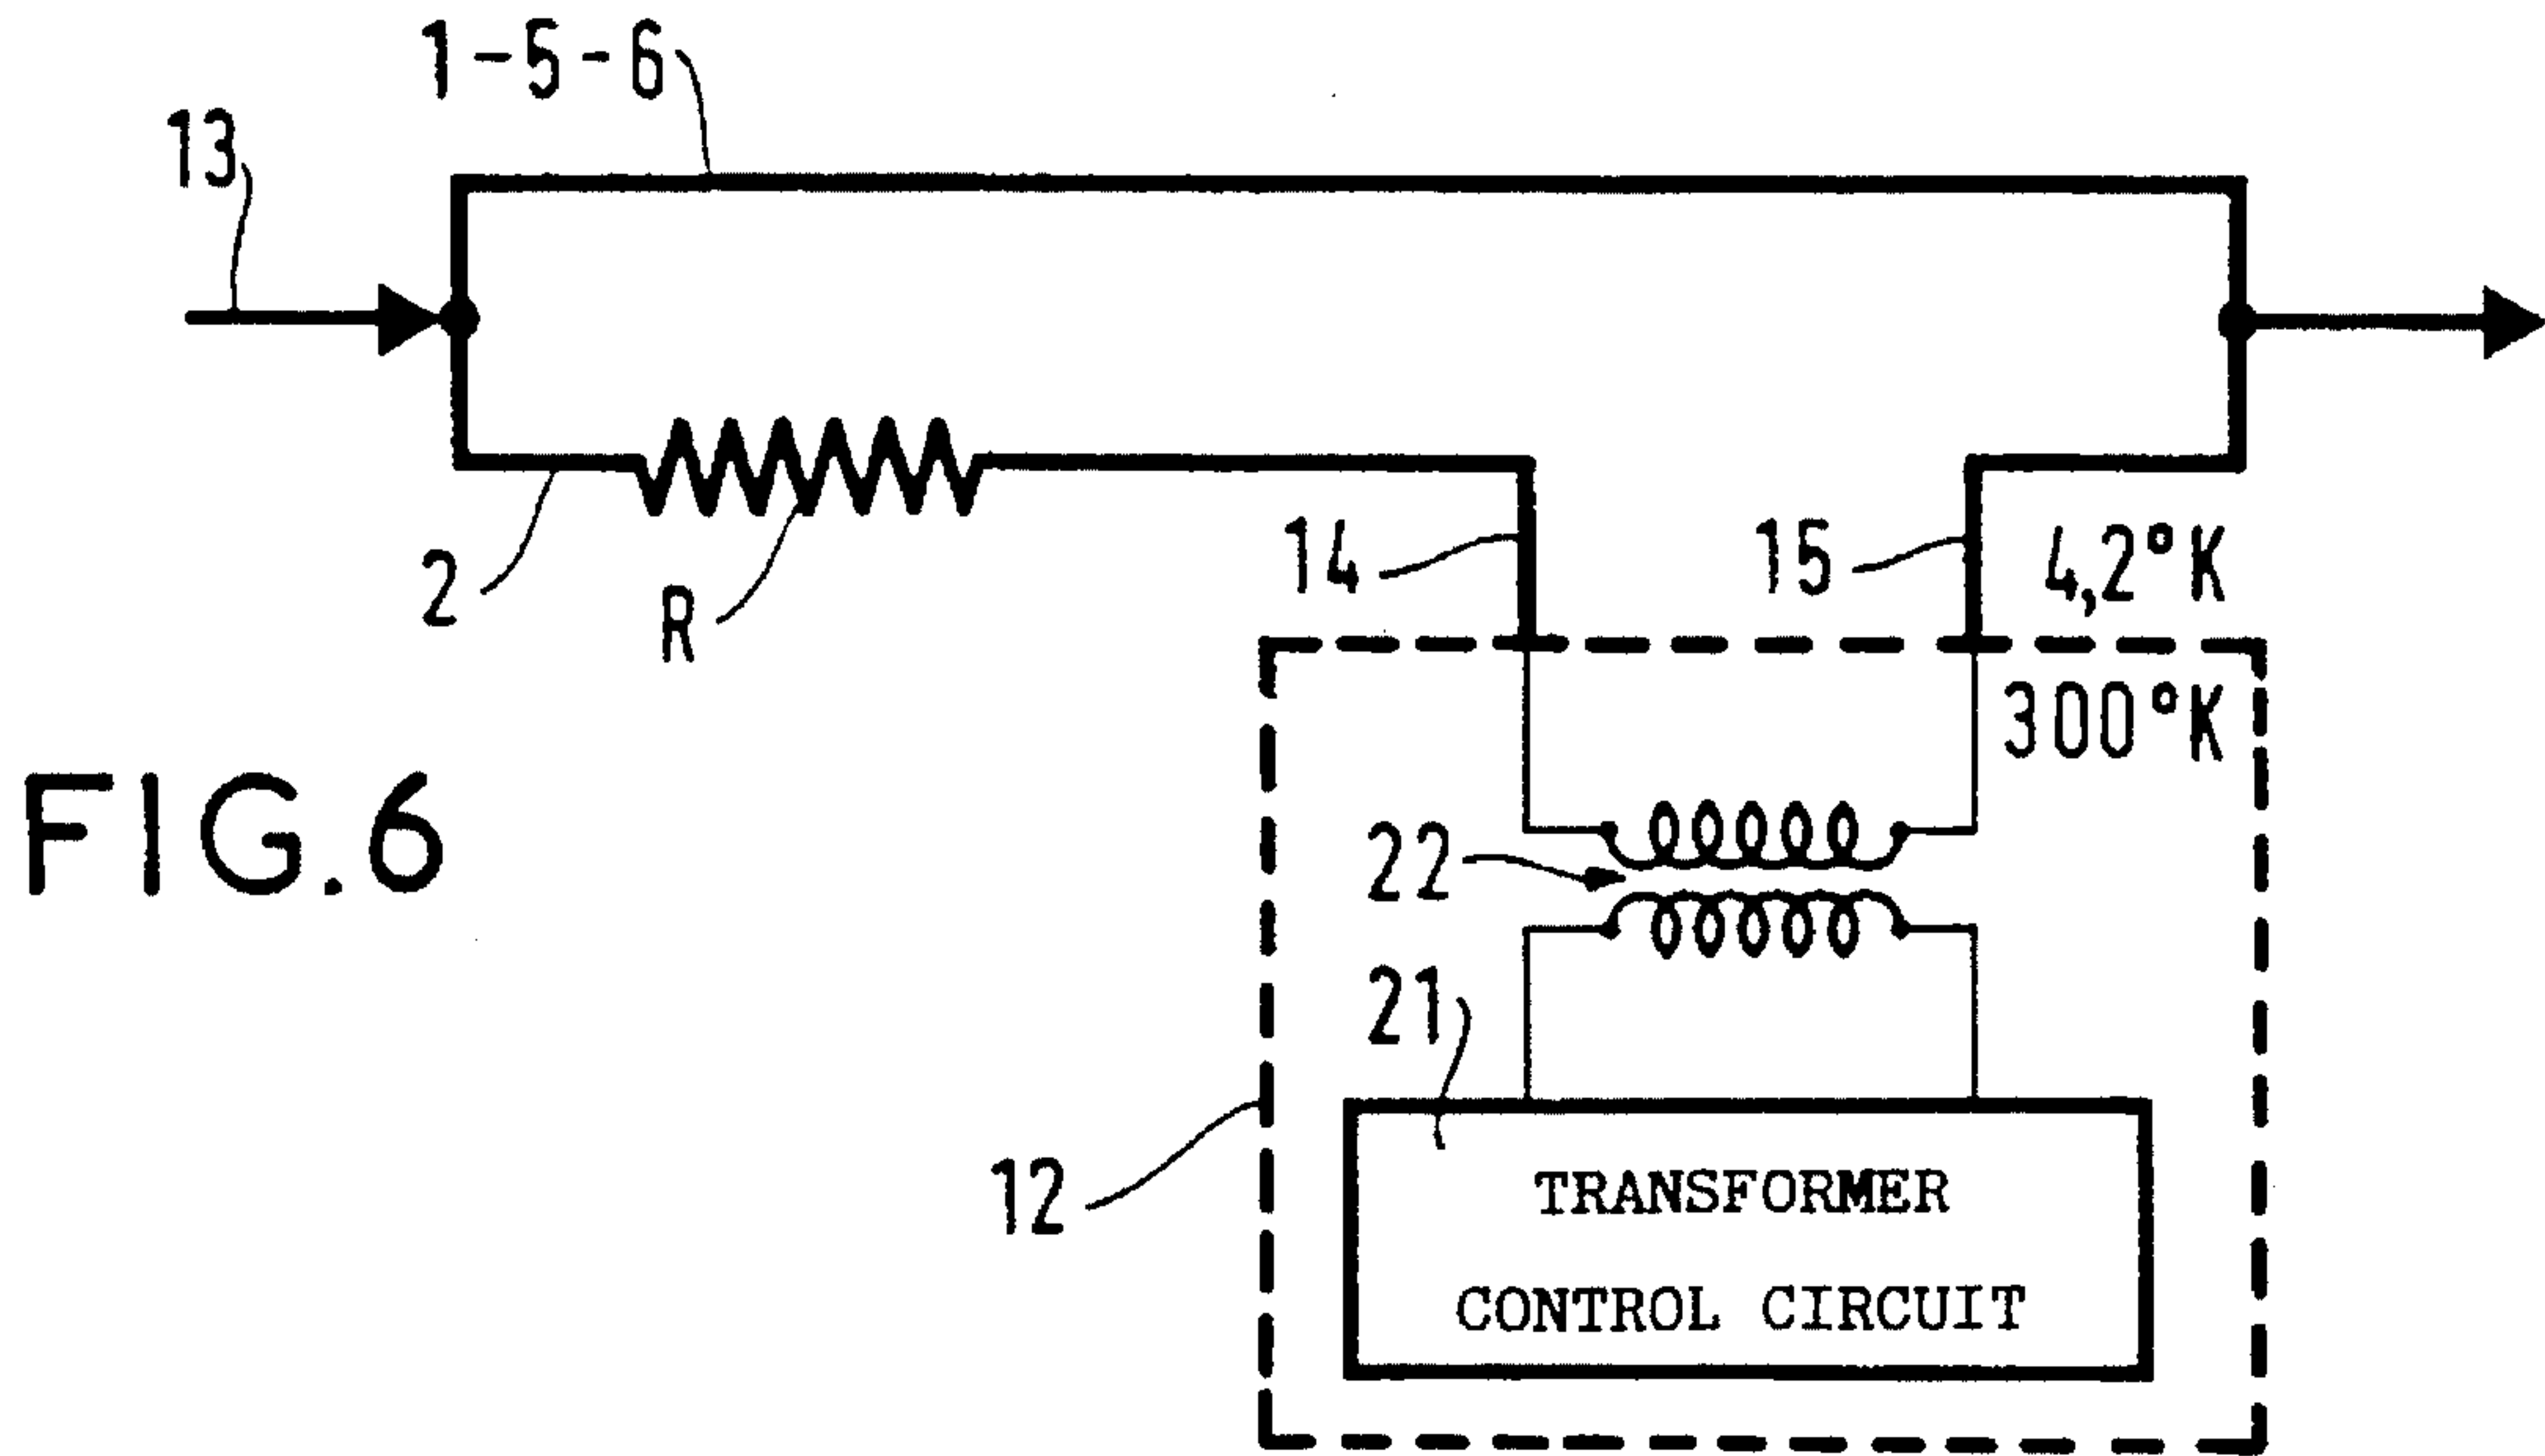 1-5-6
13
2
R
14
15
4,2°K
300°K
FIG.6
22
21
12
TRANSFORMER
CONTROL CIRCUIT